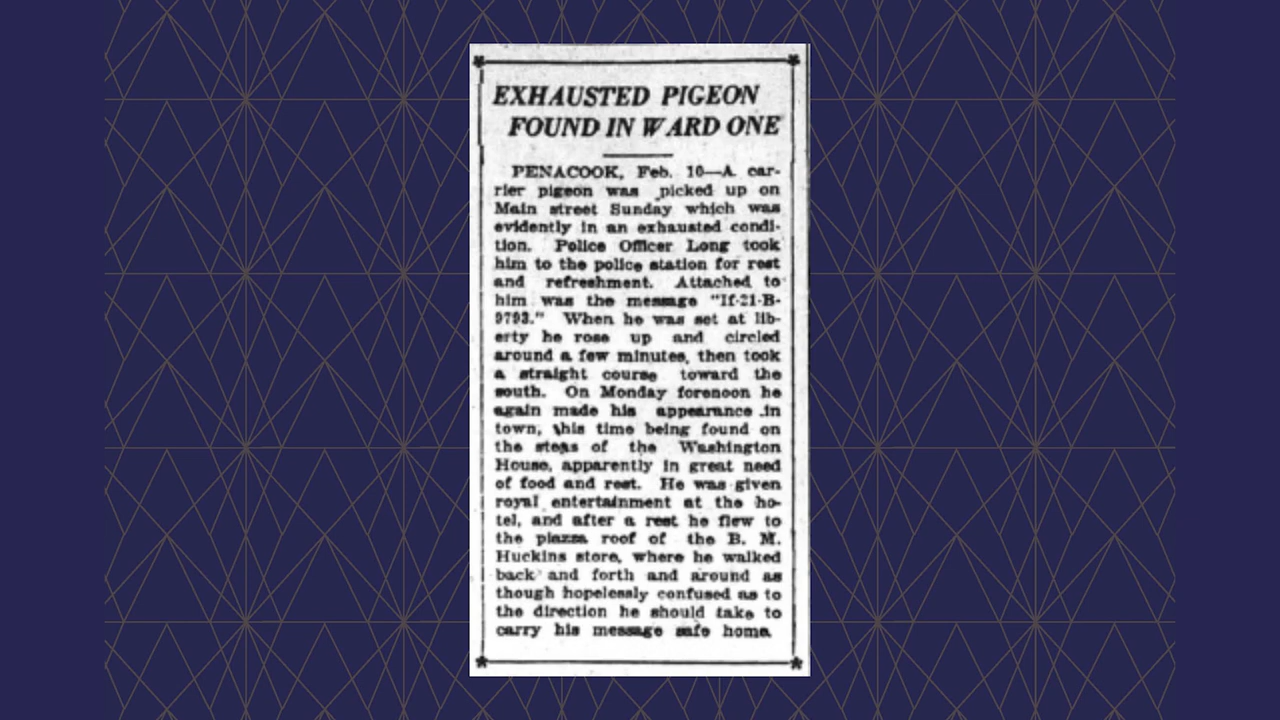 EXHAUSTED PIGEON
FOUND IN WARD ONE
PENACOOK, Feb. 10—A car-
rier pigeon was picked up on
Main street Sunday which was
evidently in an exhausted condi-
tion. Police Officer Long took
him to the police station for rest
and refreshment. Attached to
him was the message "If-21-B-
9793." When he was set at lib-
erty he rose up and circled
around a few minutes, then took
a straight course toward the
south. On Monday forenoon he
again made his appearance in
town, this time being found on
the steps of the Washington
House, apparently in great need
of food and rest. He was given
royal entertainment at the ho-
tel, and after a rest he flew to
the piazza roof of the B. M.
Huckins store, where he walked
back and forth and around as
though hopelessly confused as to
the direction he should take to
carry his message safe home.